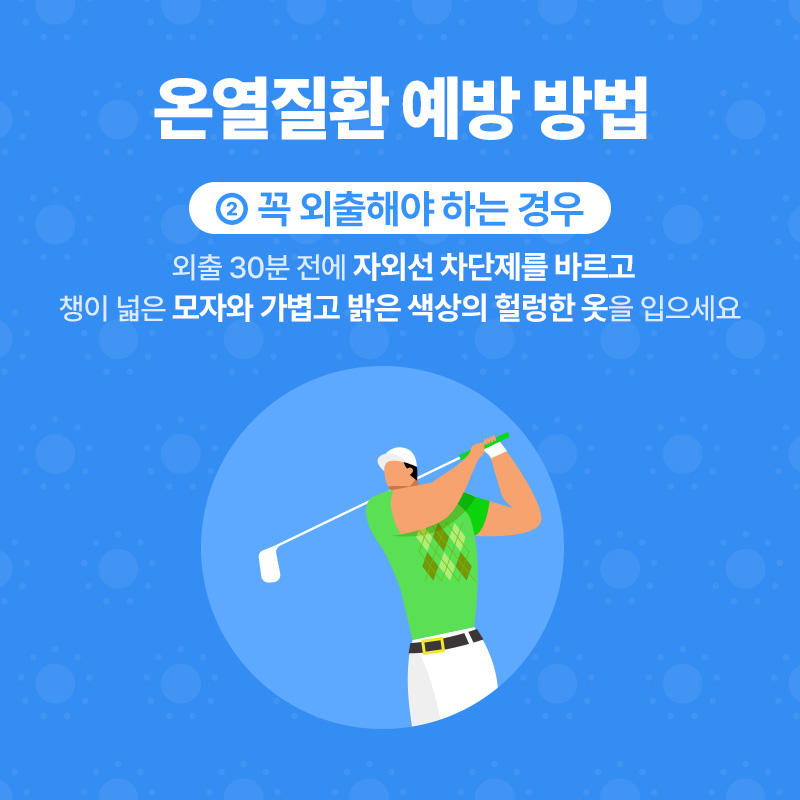 온열질환 예방 방법
② 꼭 외출해야 하는 경우
외출 30분 전에 자외선 차단제를 바르고
챙이 넓은 모자와 가볍고 밝은 색상의 헐렁한 옷을 입으세요